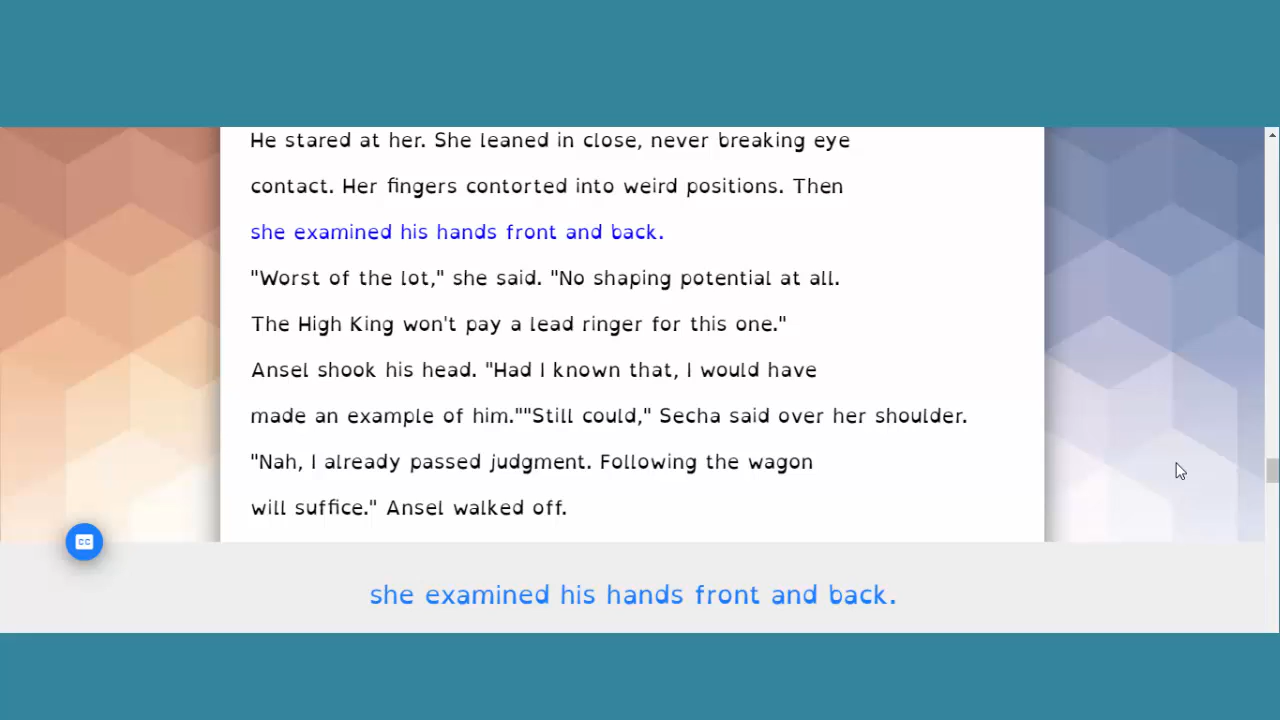 He stared at her. She leaned in close, never breaking eye
contact. Her fingers contorted into weird positions. Then
she examined his hands front and back.
"Worst of the lot," she said. "No shaping potential at all.
The High King won't pay a lead ringer for this one."
Ansel shook his head. "Had I known that, I would have
made an example of him.""Still could," Secha said over her shoulder.
"Nah, I already passed judgment. Following the wagon
will suffice." Ansel walked off.
CC
she examined his hands front and back.